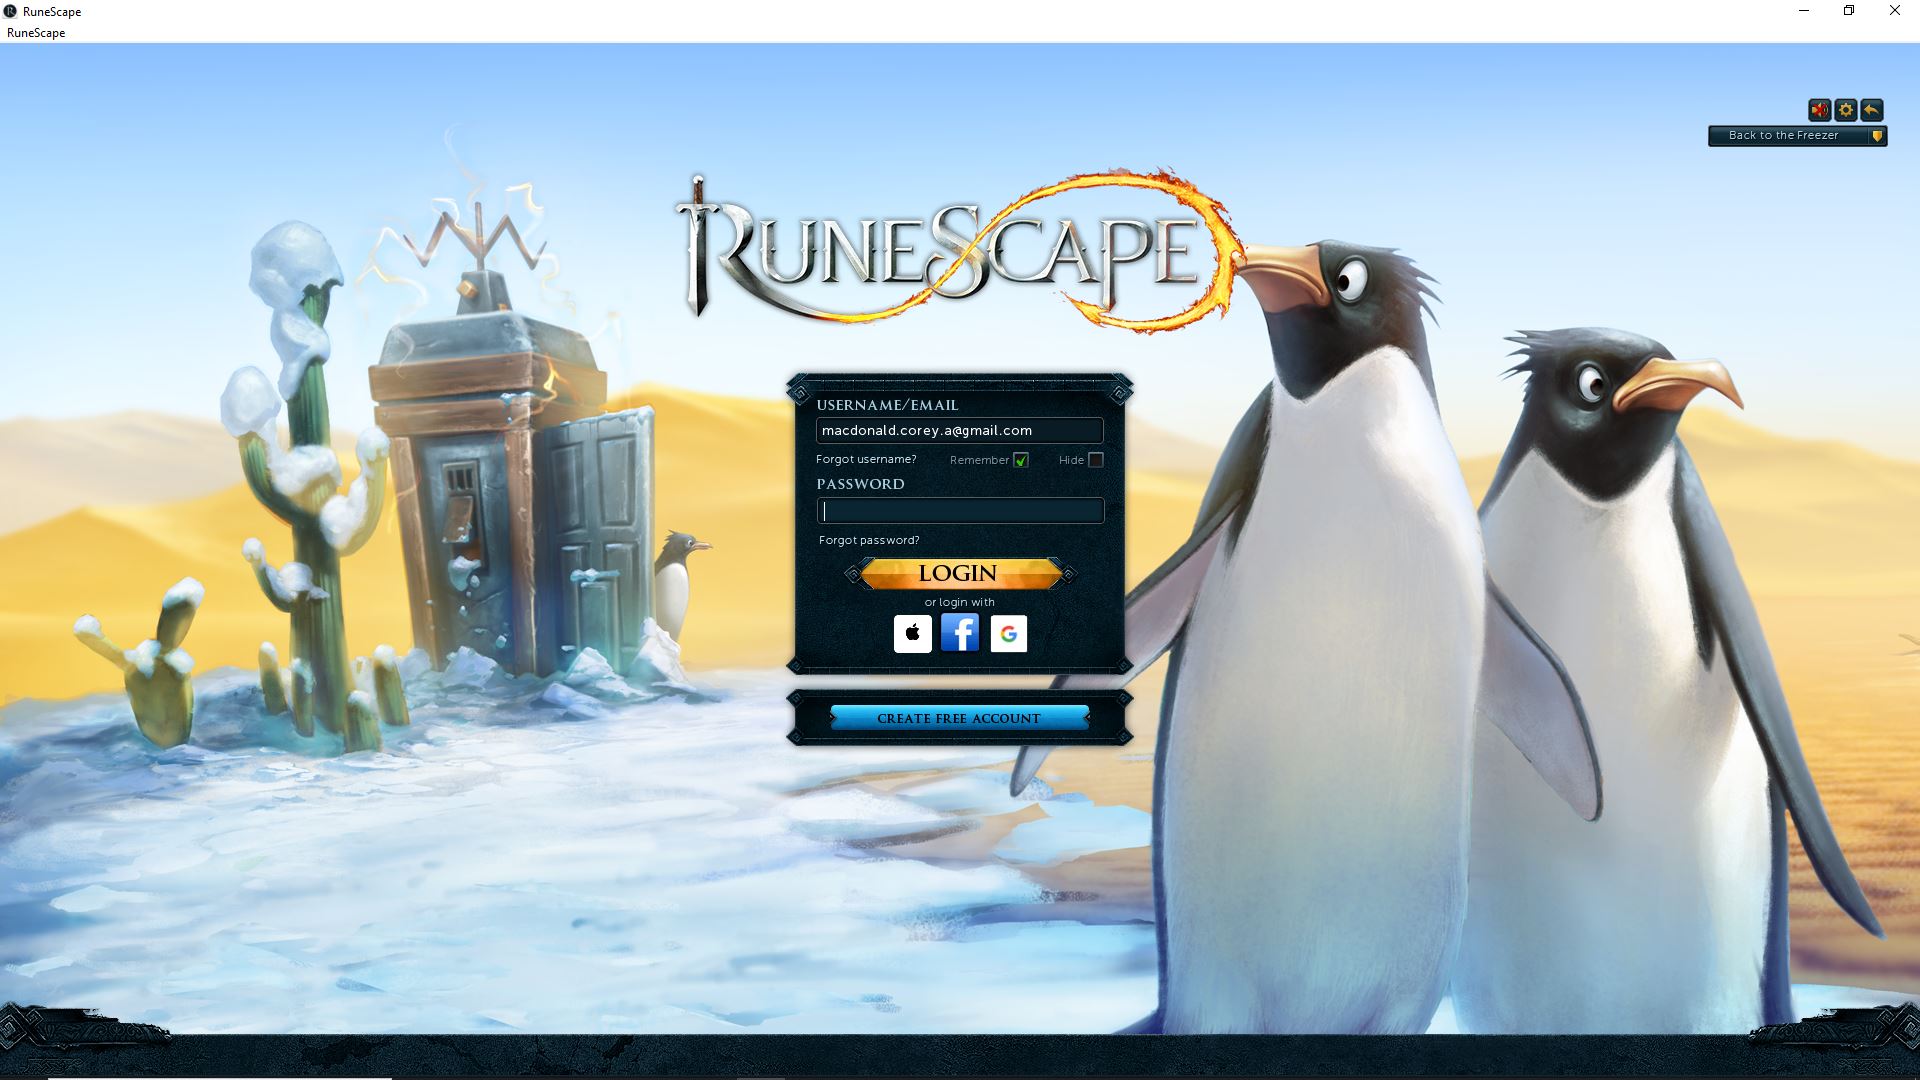 RuneScape
RuneScape
Back to the Freezer
RUNESCAPE
USERNAME/EMAIL
macdonald.corey.a@gmail.com
Forgot username? Remember Hide
PASSWORD
Forgot password?
LOGIN
or login with
CREATE FREE ACCOUNT